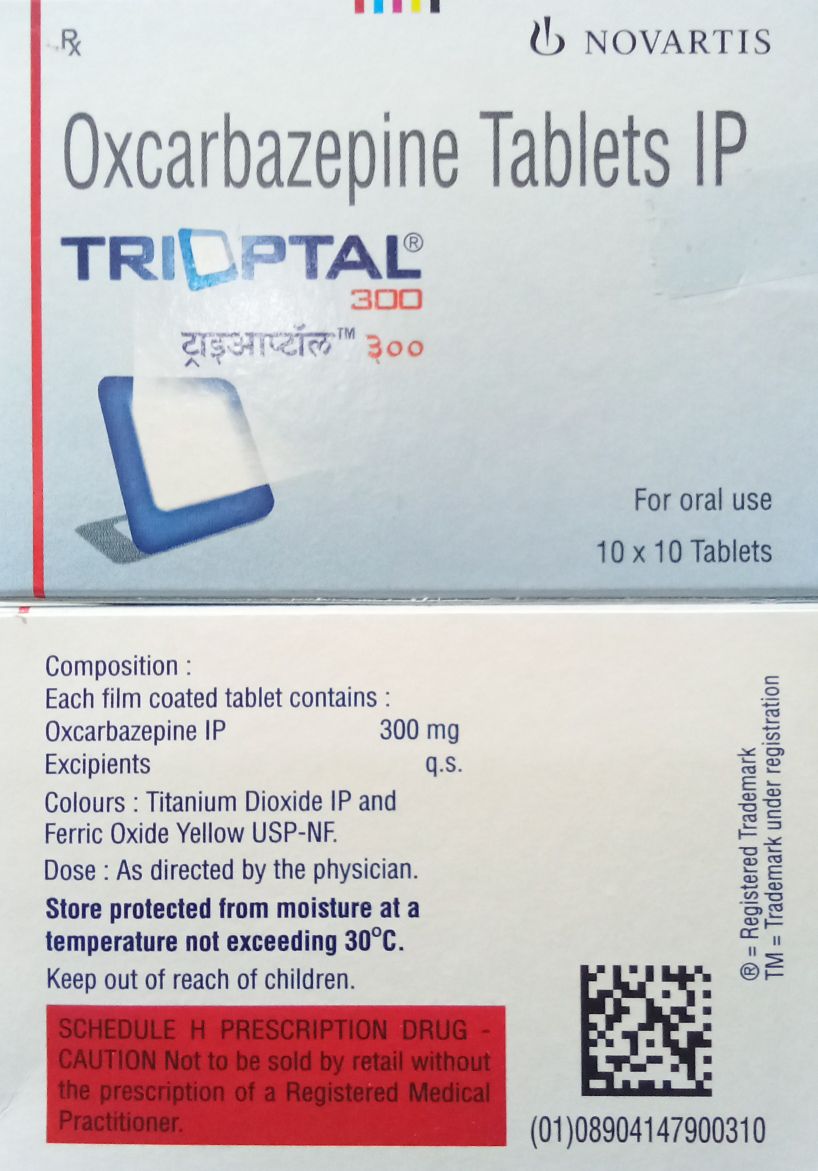 Rx
NOVARTIS
Oxcarbazepine Tablets IP
TRIOPTAL®
300
ट्राइआप्टॉल™ ३००
For oral use
10 x 10 Tablets
Composition :
Each film coated tablet contains :
Oxcarbazepine IP 300 mg
Excipients q.s.
Colours : Titanium Dioxide IP and
Ferric Oxide Yellow USP-NF.
Dose : As directed by the physician.
Store protected from moisture at a
temperature not exceeding 30°C.
Keep out of reach of children.
SCHEDULE H PRESCRIPTION DRUG -
CAUTION Not to be sold by retail without
the prescription of a Registered Medical
Practitioner.
® = Registered Trademark
TM = Trademark under registration
(01)08904147900310